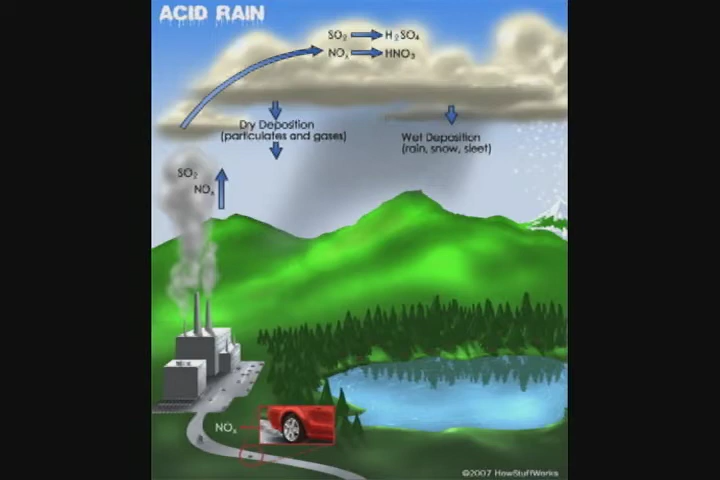 ACID RAIN
SO₂ → H₂SO₄
NOₓ → HNO₃
Dry Deposition
(particulates and gases)
Wet Deposition
(rain, snow, sleet)
SO₂
NOₓ
NOₓ
©2007 HowStuffWorks